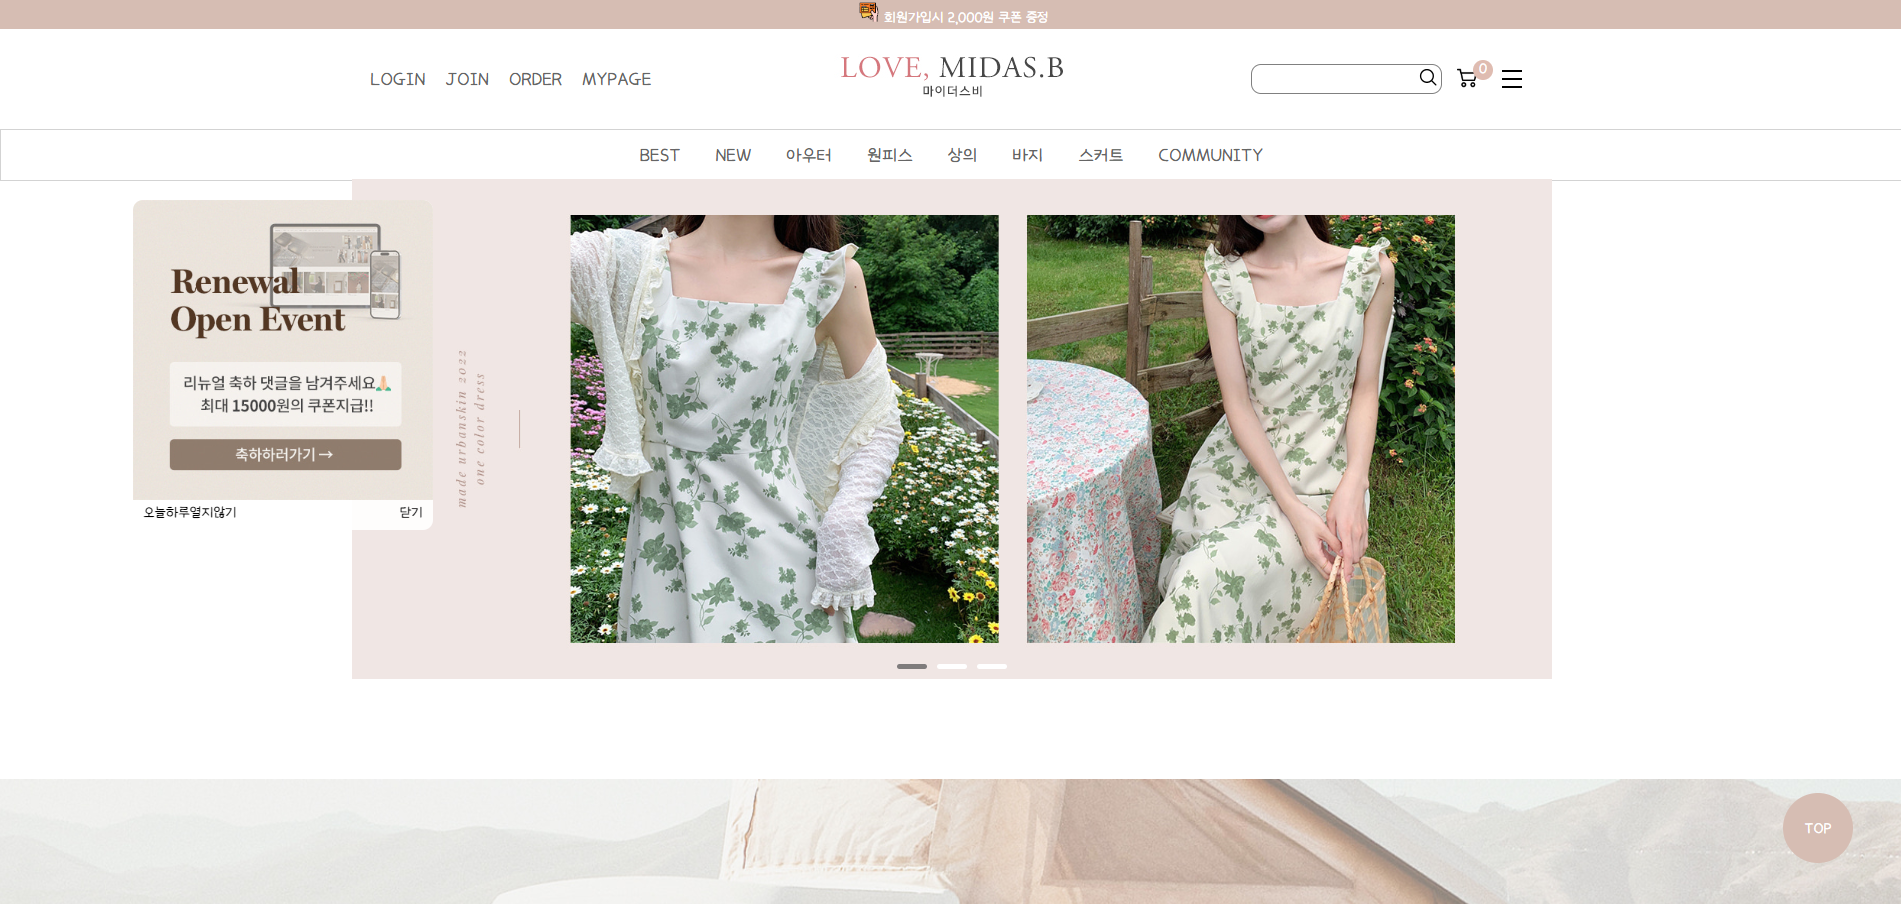 회원가입시 2,000원 쿠폰 증정
LOGIN JOIN ORDER MYPAGE
LOVE, MIDAS.B
마이더스비
0
BEST NEW 아우터 원피스 상의 바지 스커트 COMMUNITY
Renewal
Open Event
리뉴얼 축하 댓글을 남겨주세요🙏🏻
최대 15000원의 쿠폰지급!!
축하하러가기 →
오늘하루열지않기 닫기
made urbanskin 2022
one color dress
TOP